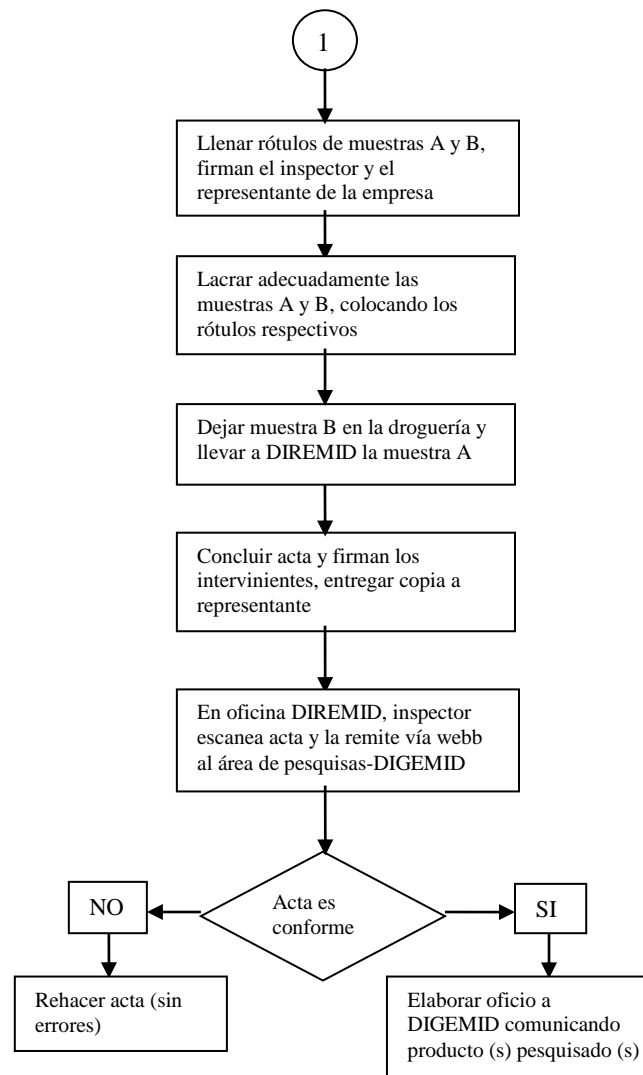 1
Llenar rótulos de muestras A y B,
firman el inspector y el
representante de la empresa
Lacrar adecuadamente las
muestras A y B, colocando los
rótulos respectivos
Dejar muestra B en la droguería y
llevar a DIREMID la muestra A
Concluir acta y firman los
intervinientes, entregar copia a
representante
En oficina DIREMID, inspector
escanea acta y la remite vía webb
al área de pesquisas-DIGEMID
Acta es
conforme
NO
SI
Rehacer acta (sin
errores)
Elaborar oficio a
DIGEMID comunicando
producto (s) pesquisado (s)